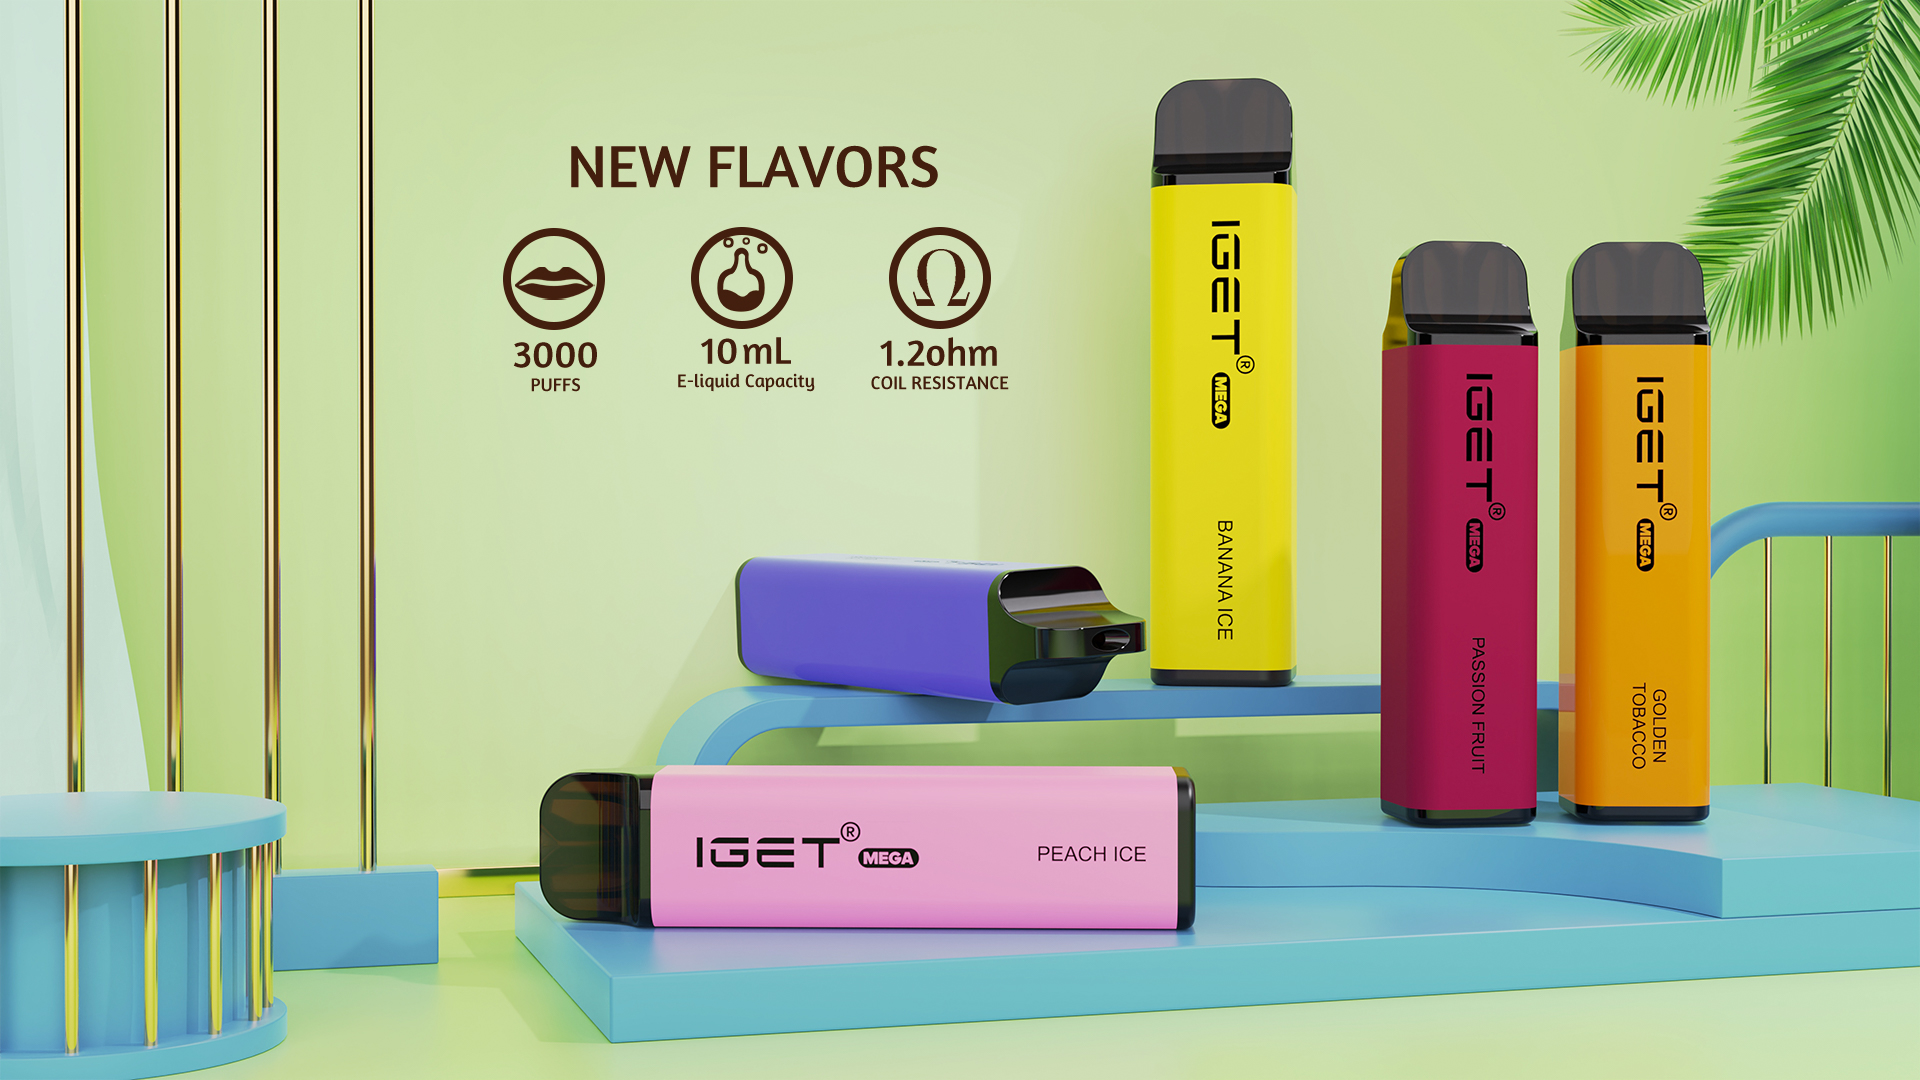 NEW FLAVORS
3000
PUFFS
10 mL
E-liquid Capacity
1.2ohm
COIL RESISTANCE
IGET®
MEGA
BANANA ICE
IGET®
MEGA
PASSION FRUIT
IGET®
MEGA
GOLDEN
TOBACCO
IGET® MEGA
PEACH ICE